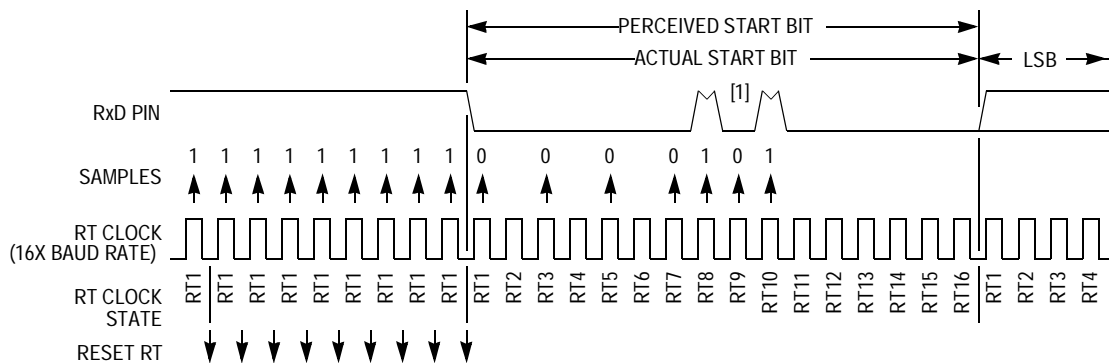 PERCEIVED START BIT
ACTUAL START BIT
LSB
RxD PIN
[1]
1 1 1 1 1 1 1 1 1 0 0 0 0 1 0 1
SAMPLES
RT CLOCK
(16X BAUD RATE)
RT1 RT1 RT1 RT1 RT1 RT1 RT1 RT1 RT1 RT1 RT2 RT3 RT4 RT5 RT6 RT7 RT8 RT9 RT10 RT11 RT12 RT13 RT14 RT15 RT16 RT1 RT2 RT3 RT4
RT CLOCK
STATE
RESET RT